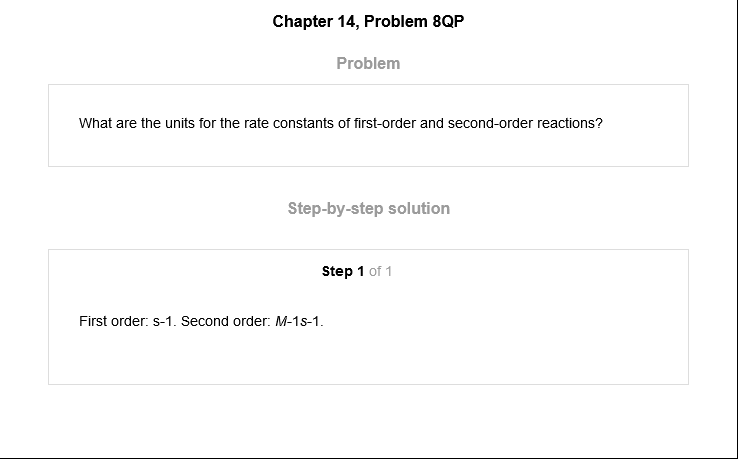 Chapter 14, Problem 8QP
Problem
What are the units for the rate constants of first-order and second-order reactions?
Step-by-step solution
Step 1 of 1
First order: s-1. Second order: M-1s-1.